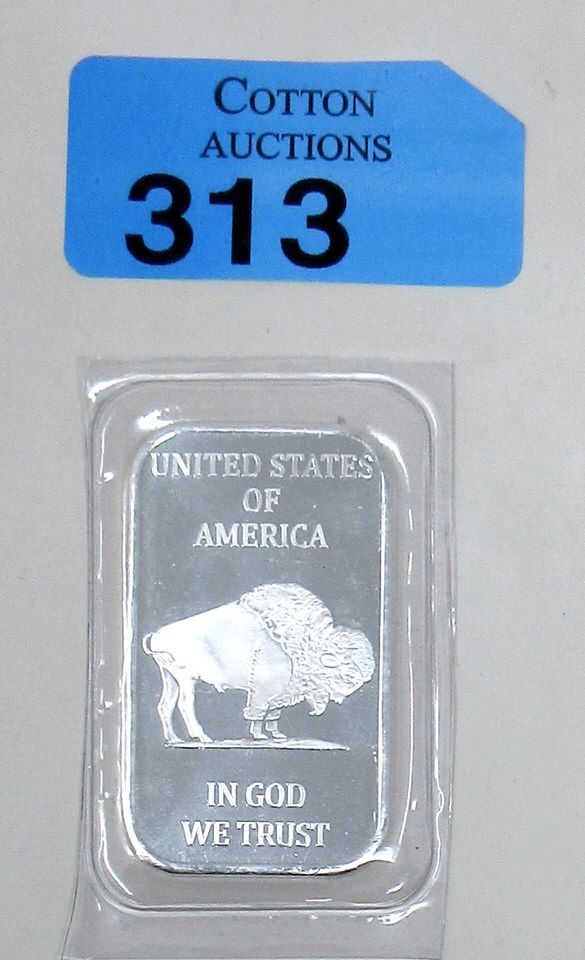 COTTON
AUCTIONS
313
UNITED STATES
OF
AMERICA
IN GOD
WE TRUST